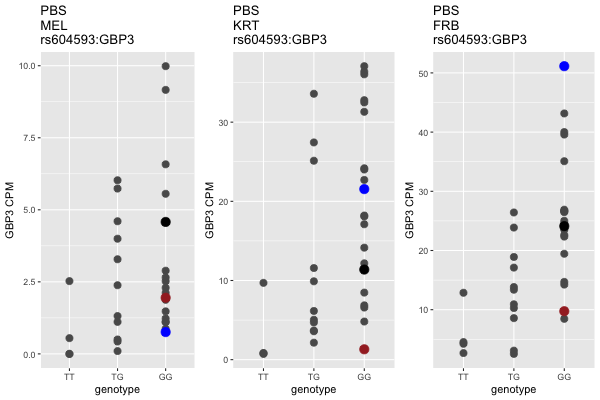 PBS
MEL
rs604593:GBP3
10.0
7.5
5.0
2.5
0.0
GBP3 CPM
TT
TG
GG
genotype
PBS
KRT
rs604593:GBP3
30
20
10
0
GBP3 CPM
TT
TG
GG
genotype
PBS
FRB
rs604593:GBP3
50
40
30
20
10
GBP3 CPM
TT
TG
GG
genotype